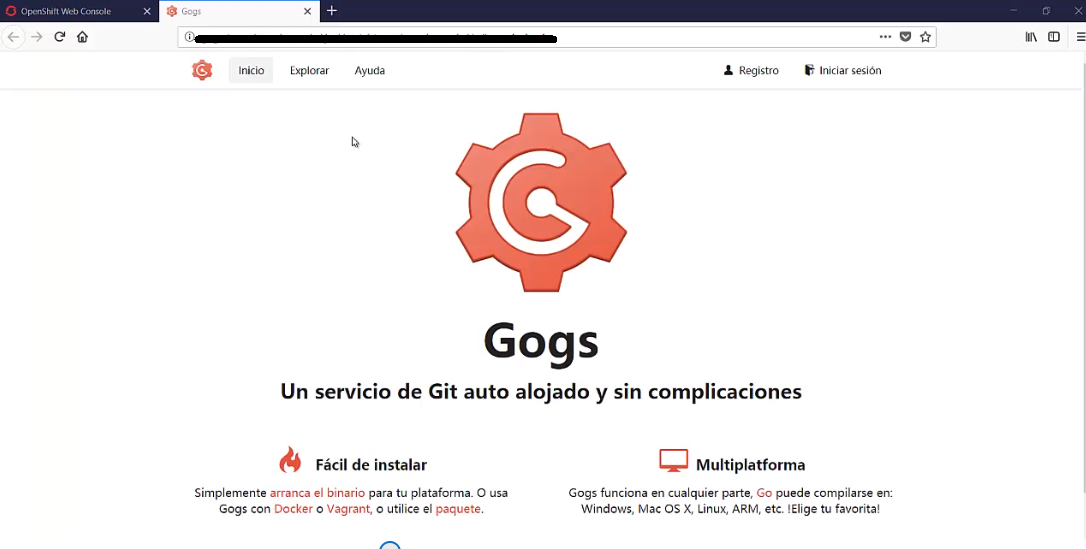 OpenShift Web Console
Gogs
Inicio
Explorar
Ayuda
Registro
Iniciar sesión
Gogs
Un servicio de Git auto alojado y sin complicaciones
Fácil de instalar
Simplemente arranca el binario para tu plataforma. O usa
Gogs con Docker o Vagrant, o utilice el paquete.
Multiplatforma
Gogs funciona en cualquier parte, Go puede compilarse en:
Windows, Mac OS X, Linux, ARM, etc. !Elige tu favorita!